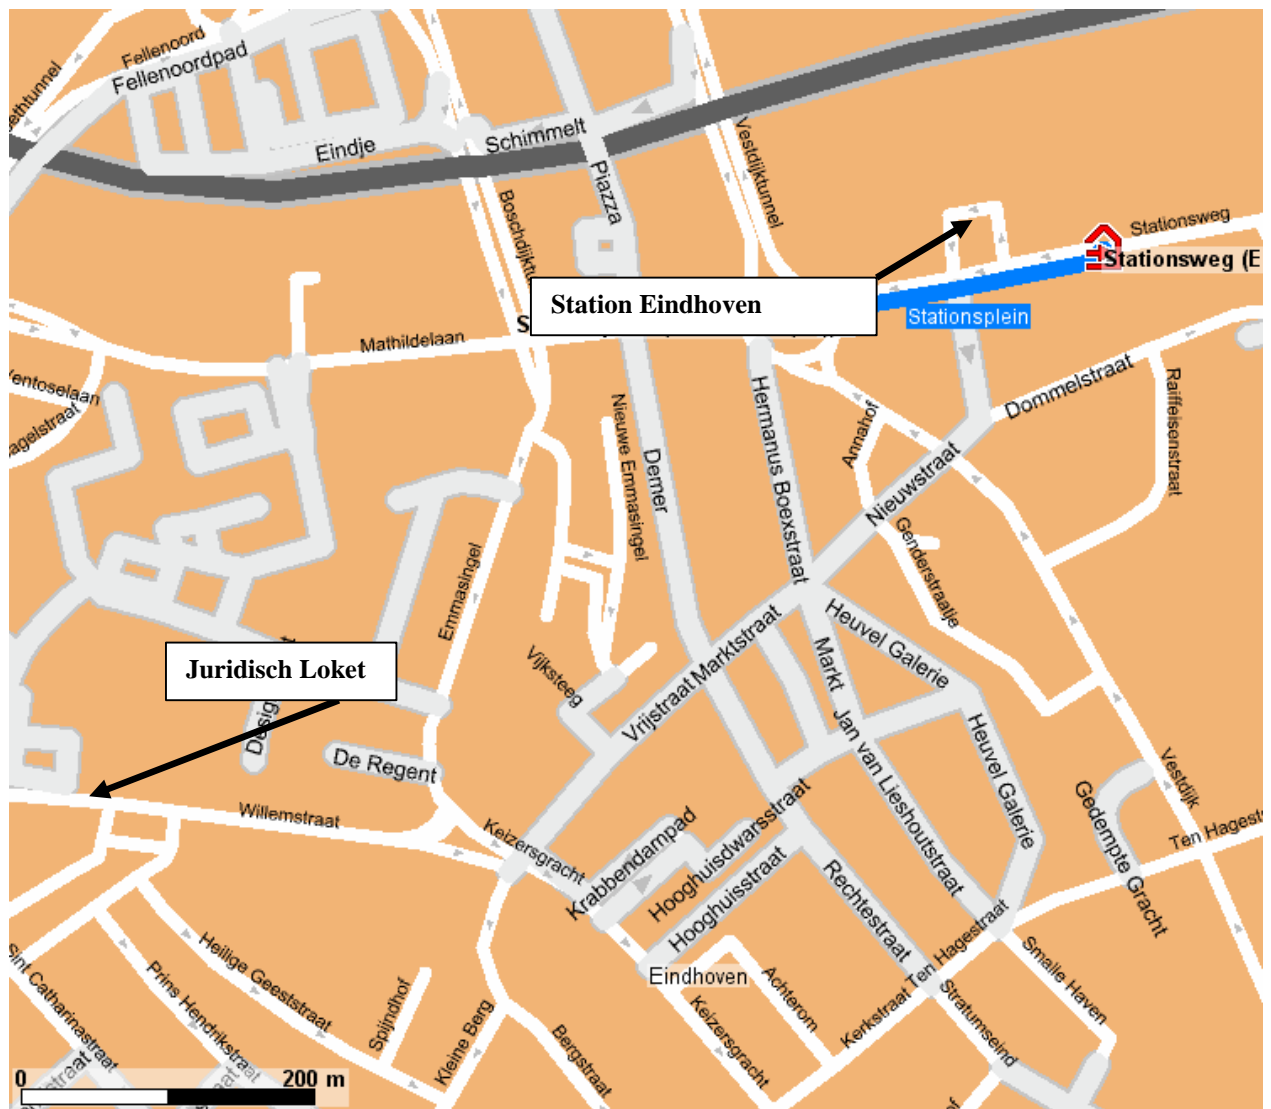 Fellenoord
Fellenoordpad
Eindje
Schimmelt
Piazza
Vestdijktunnel
Stationsweg
Stationsweg (E
Station Eindhoven
Stationsplein
Mathildelaan
Dommelstraat
Raiffeisenstraat
Nieuwe Emmasingel
Demer
Hermanus Boexstraat
Annahof
Nieuwstraat
Genderstraatje
Emmasingel
Juridisch Loket
Vijksteeg
Vrijstraat
Marktstraat
Markt
Heuvel Galerie
Heuvel Galerie
Jan van Lieshoutstraat
De Regent
Vestdijk
Willemstraat
Keizersgracht
Krabbendampad
Hooghuisdwarsstraat
Hooghuisstraat
Rechtestraat
Gedempte Gracht
Ten Hagestraat
Eindhoven
Achterom
Keizersgracht
Kerkstraat
Smalle Haven
Stratumseind
Heilige Geeststraat
Prins Hendrikstraat
Sint Catharinastraat
Spijndhof
Kleine Berg
Bergstraat
0 200 m